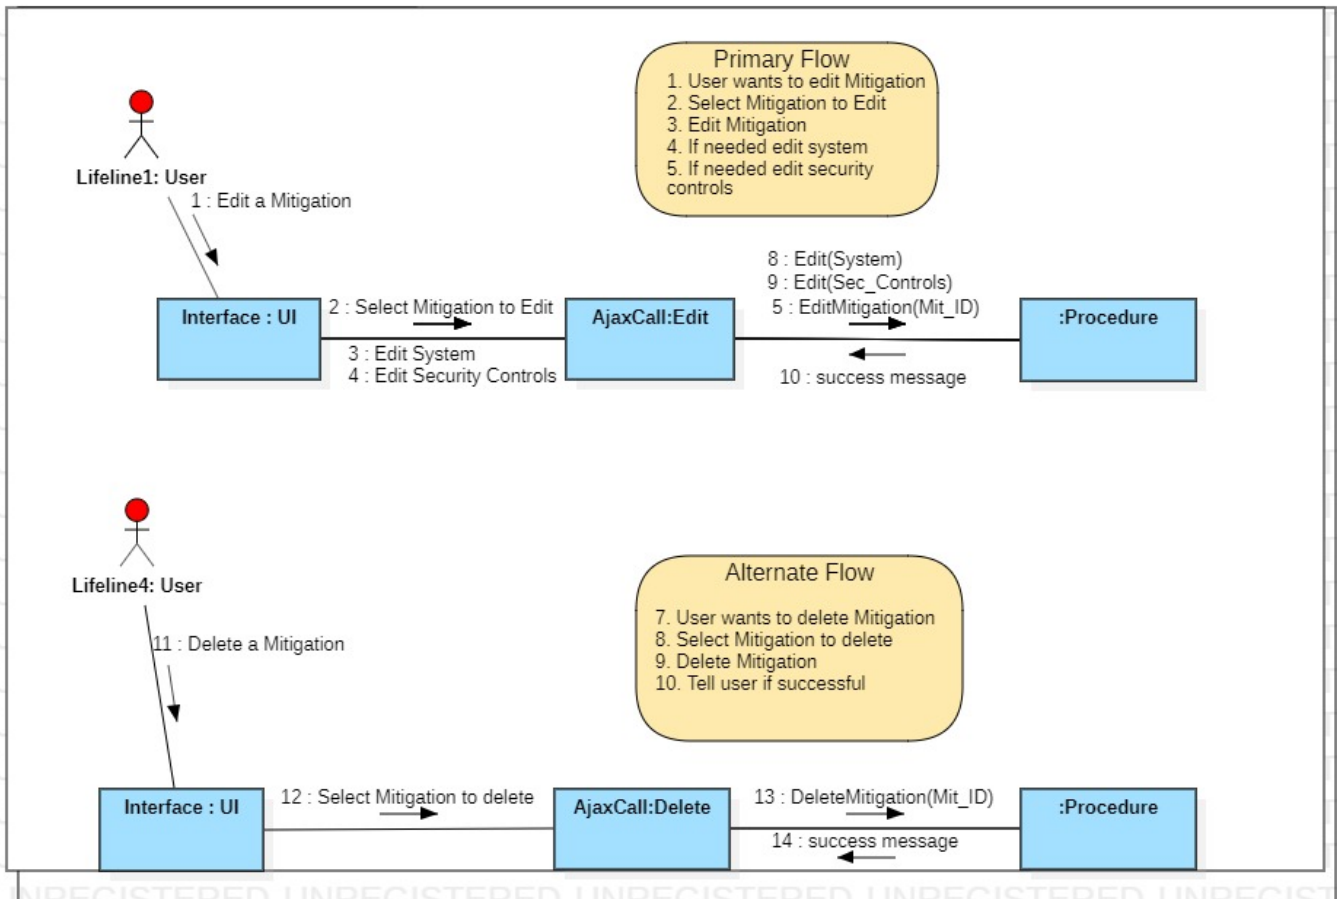 Primary Flow
1. User wants to edit Mitigation
2. Select Mitigation to Edit
3. Edit Mitigation
4. If needed edit system
5. If needed edit security
controls
Lifeline1: User
1 : Edit a Mitigation
8 : Edit(System)
9 : Edit(Sec_Controls)
2 : Select Mitigation to Edit
5 : EditMitigation(Mit_ID)
Interface : UI
AjaxCall:Edit
:Procedure
3 : Edit System
4 : Edit Security Controls
10 : success message
Lifeline4: User
Alternate Flow
7. User wants to delete Mitigation
8. Select Mitigation to delete
9. Delete Mitigation
10. Tell user if successful
11 : Delete a Mitigation
12 : Select Mitigation to delete
13 : DeleteMitigation(Mit_ID)
Interface : UI
AjaxCall:Delete
:Procedure
14 : success message
UNREGISTERED UNREGISTERED UNREGISTERED UNREGISTERED UNREGIST